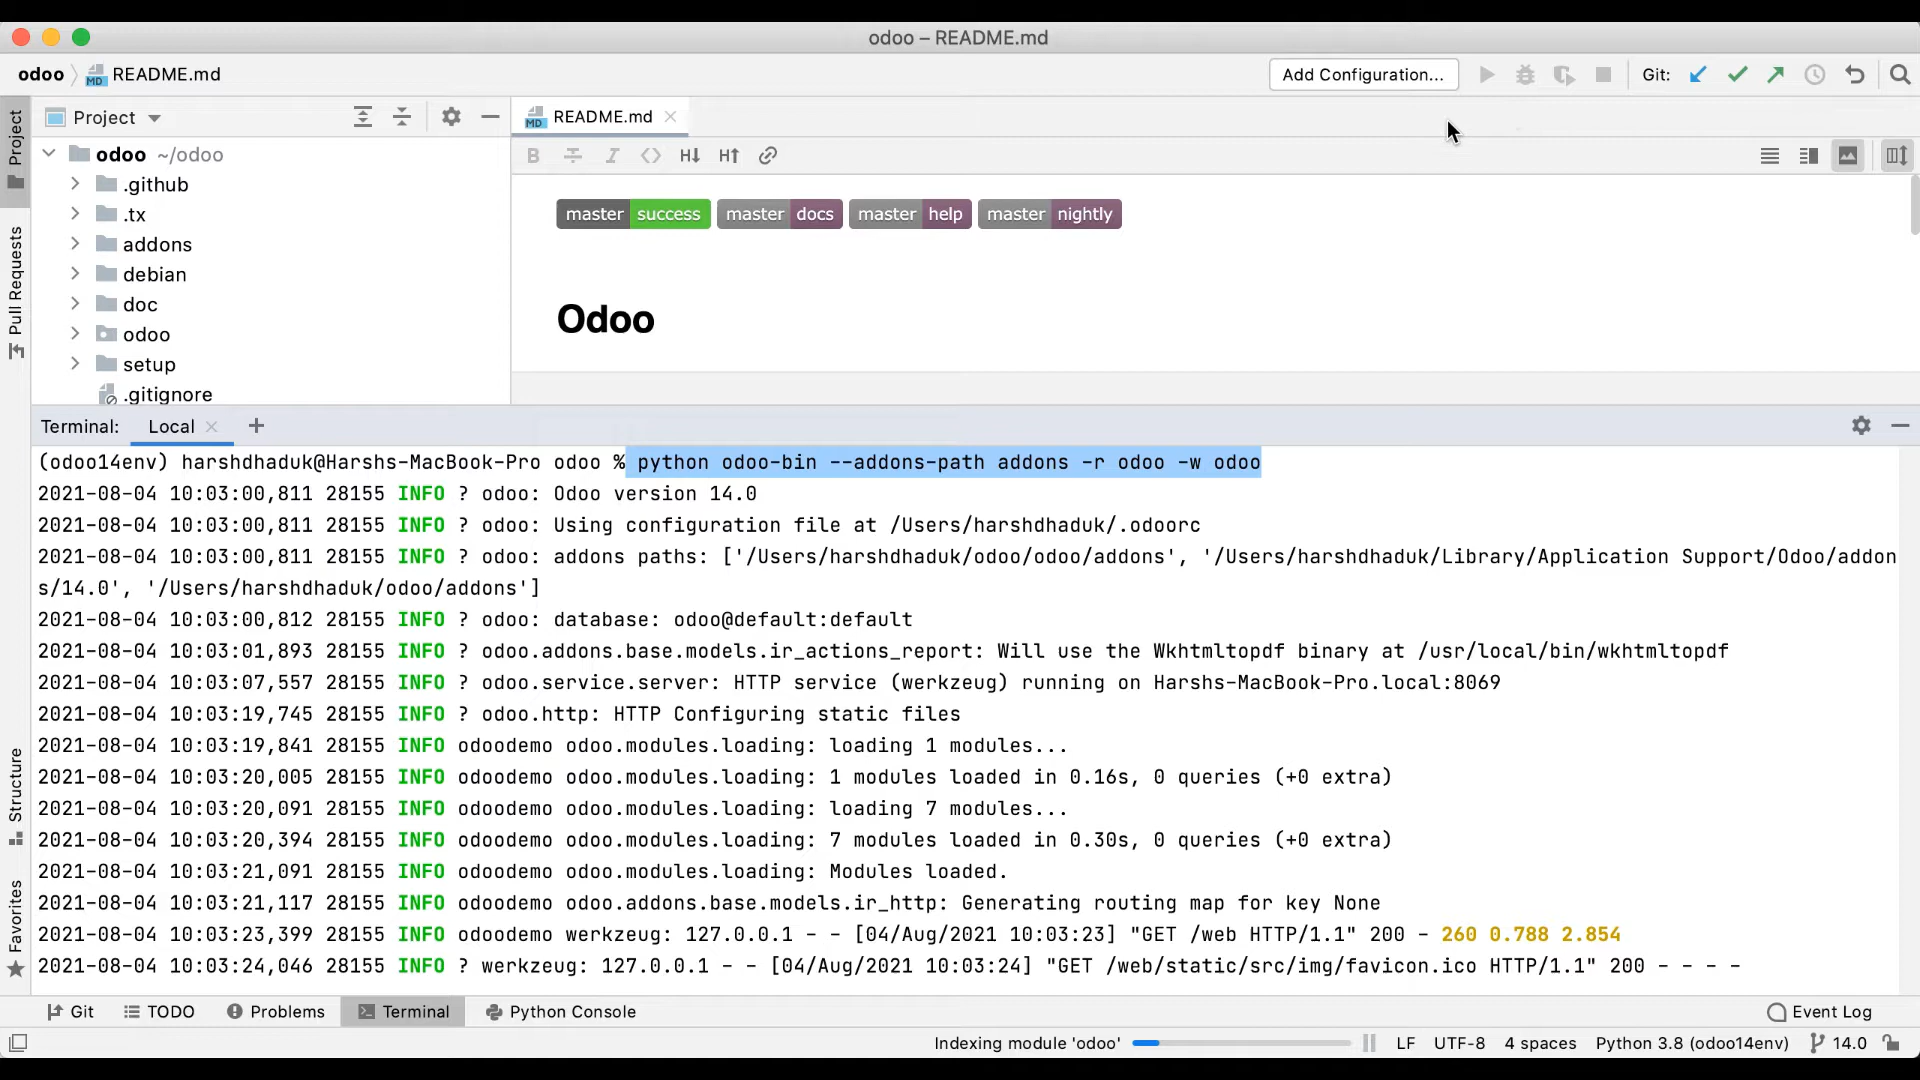 odoo – README.md
odoo README.md
Add Configuration... Git:
Project
README.md
odoo ~/odoo
.github
.tx
addons
debian
doc
odoo
setup
.gitignore
B I H↓ H↑
master success master docs master help master nightly
Odoo
Project
Pull Requests
Structure
Favorites
Terminal: Local +
(odoo14env) harshdhaduk@Harshs-MacBook-Pro odoo % python odoo-bin --addons-path addons -r odoo -w odoo
2021-08-04 10:03:00,811 28155 INFO ? odoo: Odoo version 14.0
2021-08-04 10:03:00,811 28155 INFO ? odoo: Using configuration file at /Users/harshdhaduk/.odoorc
2021-08-04 10:03:00,811 28155 INFO ? odoo: addons paths: ['/Users/harshdhaduk/odoo/odoo/addons', '/Users/harshdhaduk/Library/Application Support/Odoo/addon
s/14.0', '/Users/harshdhaduk/odoo/addons']
2021-08-04 10:03:00,812 28155 INFO ? odoo: database: odoo@default:default
2021-08-04 10:03:01,893 28155 INFO ? odoo.addons.base.models.ir_actions_report: Will use the Wkhtmltopdf binary at /usr/local/bin/wkhtmltopdf
2021-08-04 10:03:07,557 28155 INFO ? odoo.service.server: HTTP service (werkzeug) running on Harshs-MacBook-Pro.local:8069
2021-08-04 10:03:19,745 28155 INFO ? odoo.http: HTTP Configuring static files
2021-08-04 10:03:19,841 28155 INFO odoodemo odoo.modules.loading: loading 1 modules...
2021-08-04 10:03:20,005 28155 INFO odoodemo odoo.modules.loading: 1 modules loaded in 0.16s, 0 queries (+0 extra)
2021-08-04 10:03:20,091 28155 INFO odoodemo odoo.modules.loading: loading 7 modules...
2021-08-04 10:03:20,394 28155 INFO odoodemo odoo.modules.loading: 7 modules loaded in 0.30s, 0 queries (+0 extra)
2021-08-04 10:03:21,091 28155 INFO odoodemo odoo.modules.loading: Modules loaded.
2021-08-04 10:03:21,117 28155 INFO odoodemo odoo.addons.base.models.ir_http: Generating routing map for key None
2021-08-04 10:03:23,399 28155 INFO odoodemo werkzeug: 127.0.0.1 - - [04/Aug/2021 10:03:23] "GET /web HTTP/1.1" 200 - 260 0.788 2.854
2021-08-04 10:03:24,046 28155 INFO ? werkzeug: 127.0.0.1 - - [04/Aug/2021 10:03:24] "GET /web/static/src/img/favicon.ico HTTP/1.1" 200 - - - -
Git TODO Problems Terminal Python Console Event Log
Indexing module 'odoo' LF UTF-8 4 spaces Python 3.8 (odoo14env) 14.0